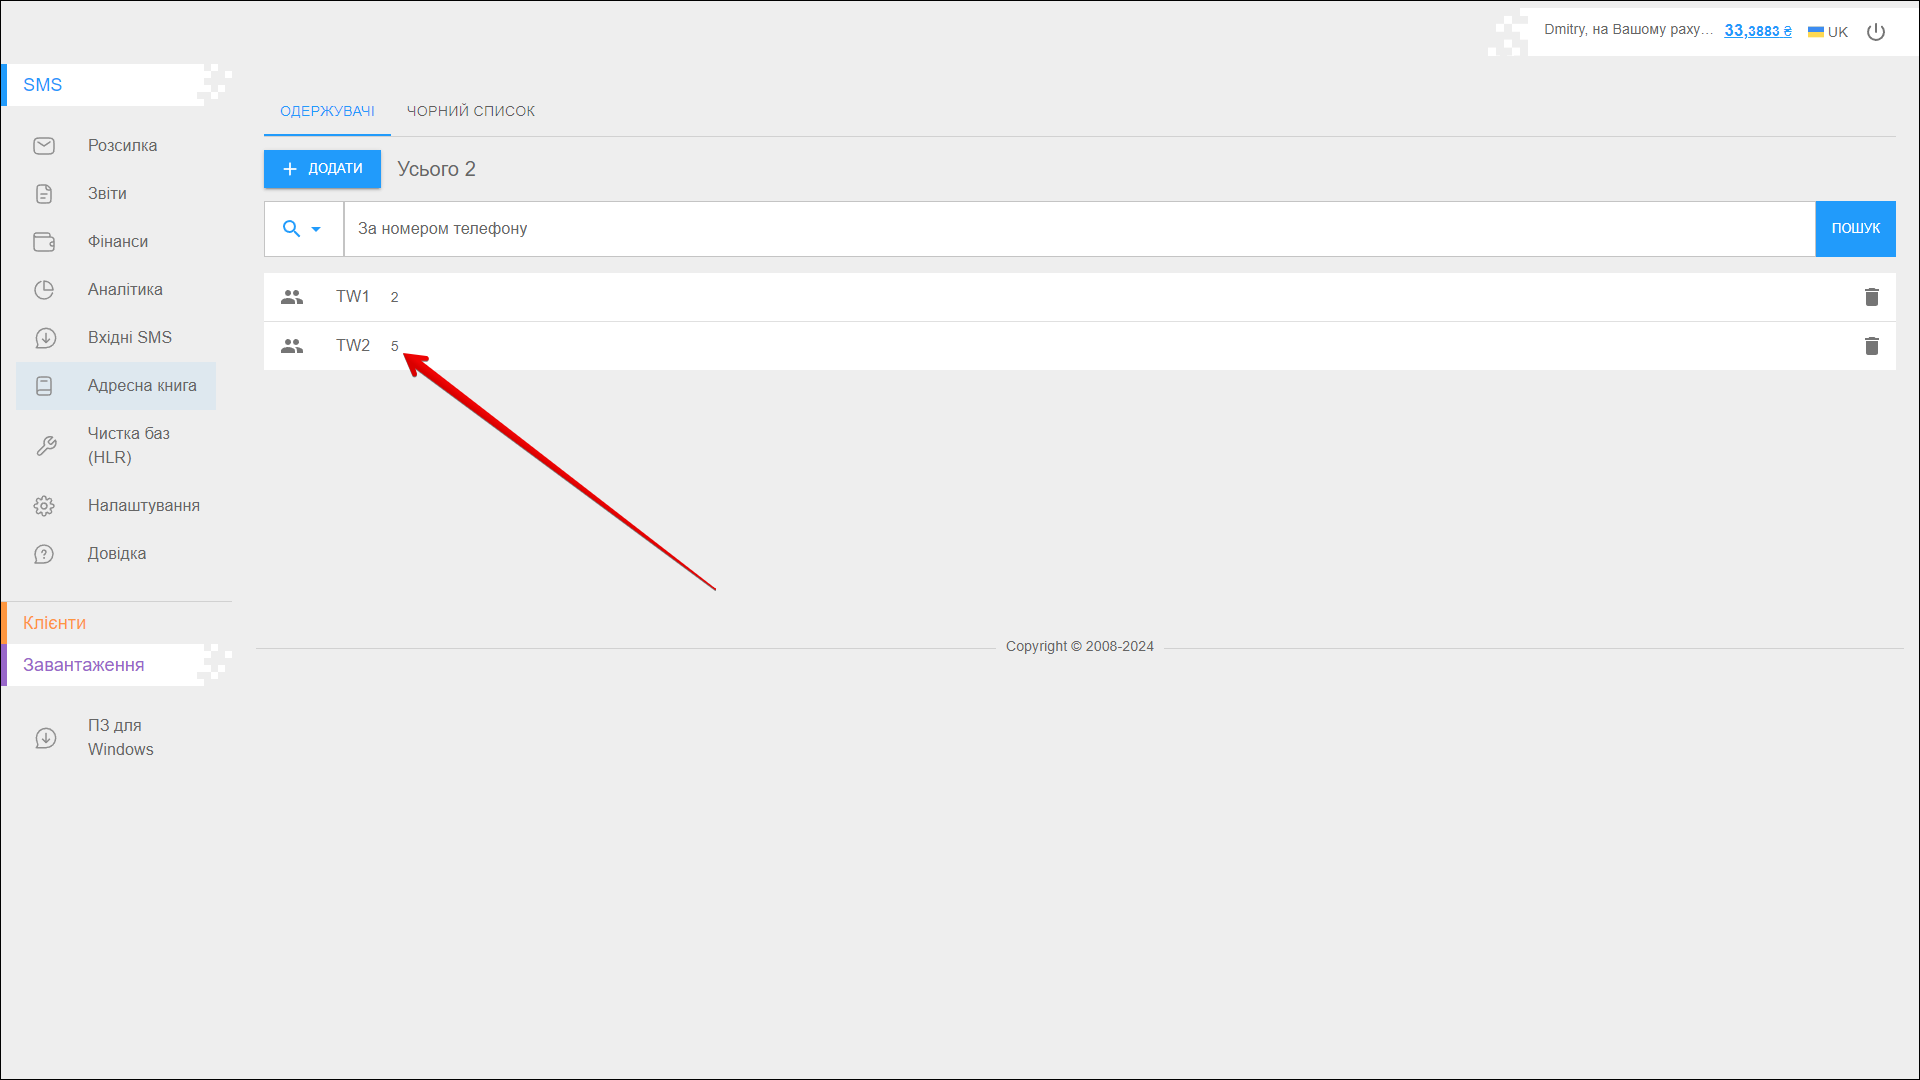 Dmitry, на Вашому раху... 33,3883 ₴ UK
SMS
Розсилка
Звіти
Фінанси
Аналітика
Вхідні SMS
Адресна книга
Чистка баз
(HLR)
Налаштування
Довідка
Клієнти
Завантаження
ПЗ для
Windows
ОДЕРЖУВАЧІ ЧОРНИЙ СПИСОК
ДОДАТИ Усього 2
За номером телефону ПОШУК
TW1 2
TW2 5
Copyright © 2008-2024